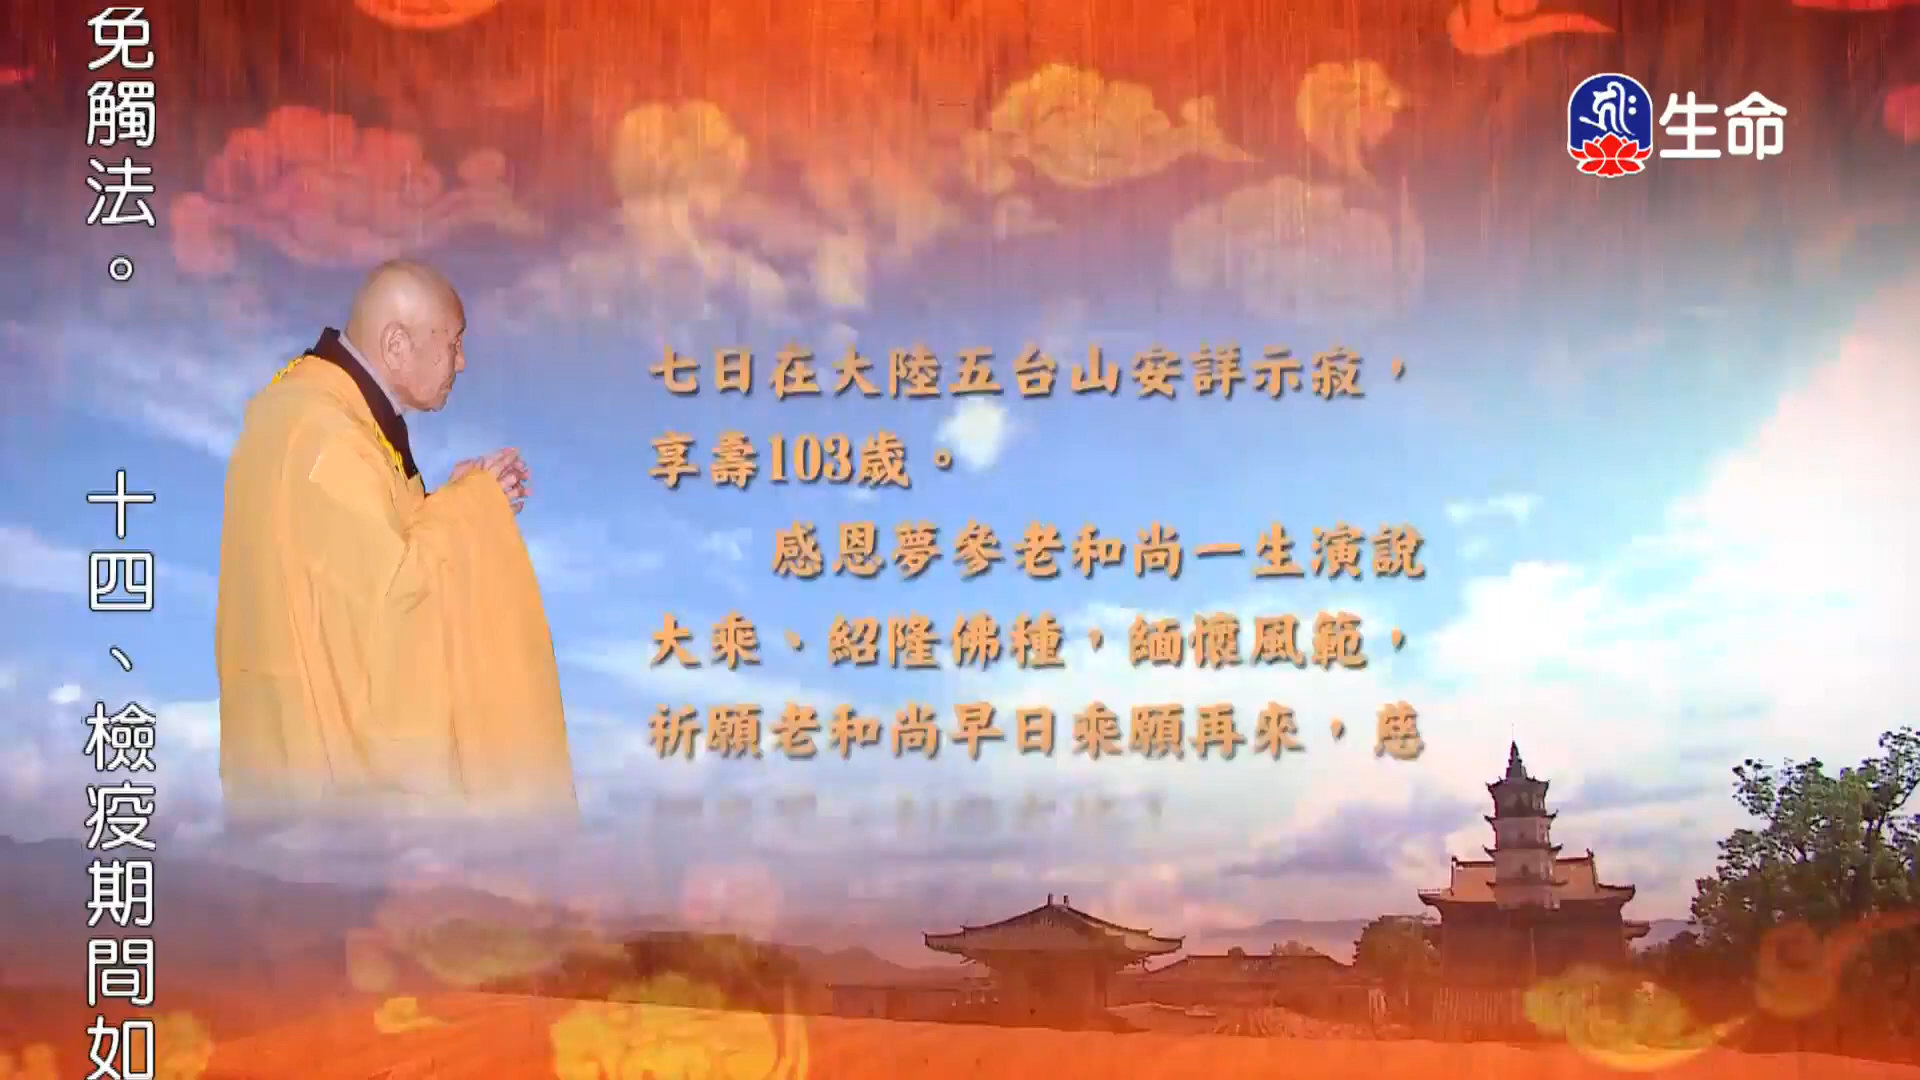 免觸法。 十四、檢疫期間如
生命
七日在大陸五台山安詳示寂，
享壽103歲。
感恩夢參老和尚一生演說
大乘、紹隆佛種，緬懷風範，
祈願老和尚早日乘願再來，慈